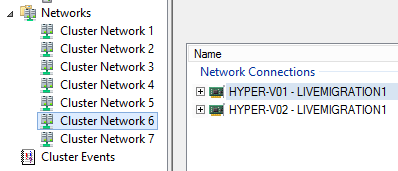 Networks
Cluster Network 1
Cluster Network 2
Cluster Network 3
Cluster Network 4
Cluster Network 5
Cluster Network 6
Cluster Network 7
Cluster Events
Name
Network Connections
HYPER-V01 - LIVEMIGRATION1
HYPER-V02 - LIVEMIGRATION1